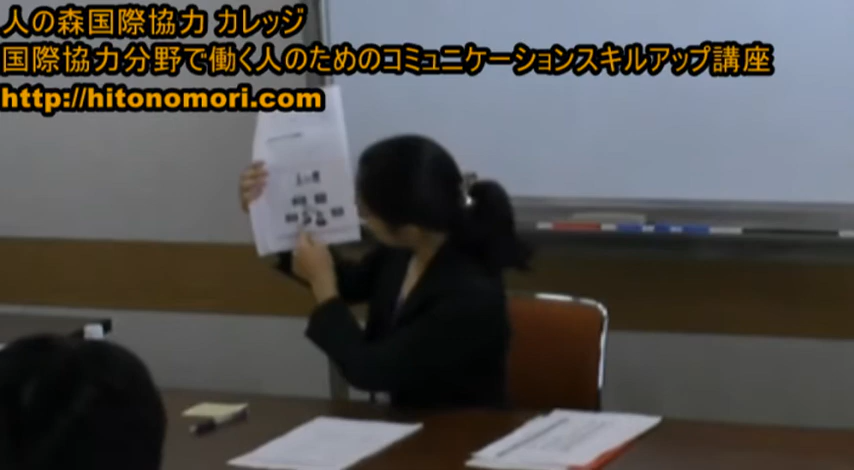 人の森国際協力 カレッジ
国際協力分野で働く人のためのコミュニケーションスキルアップ講座
http://hitonomori.com